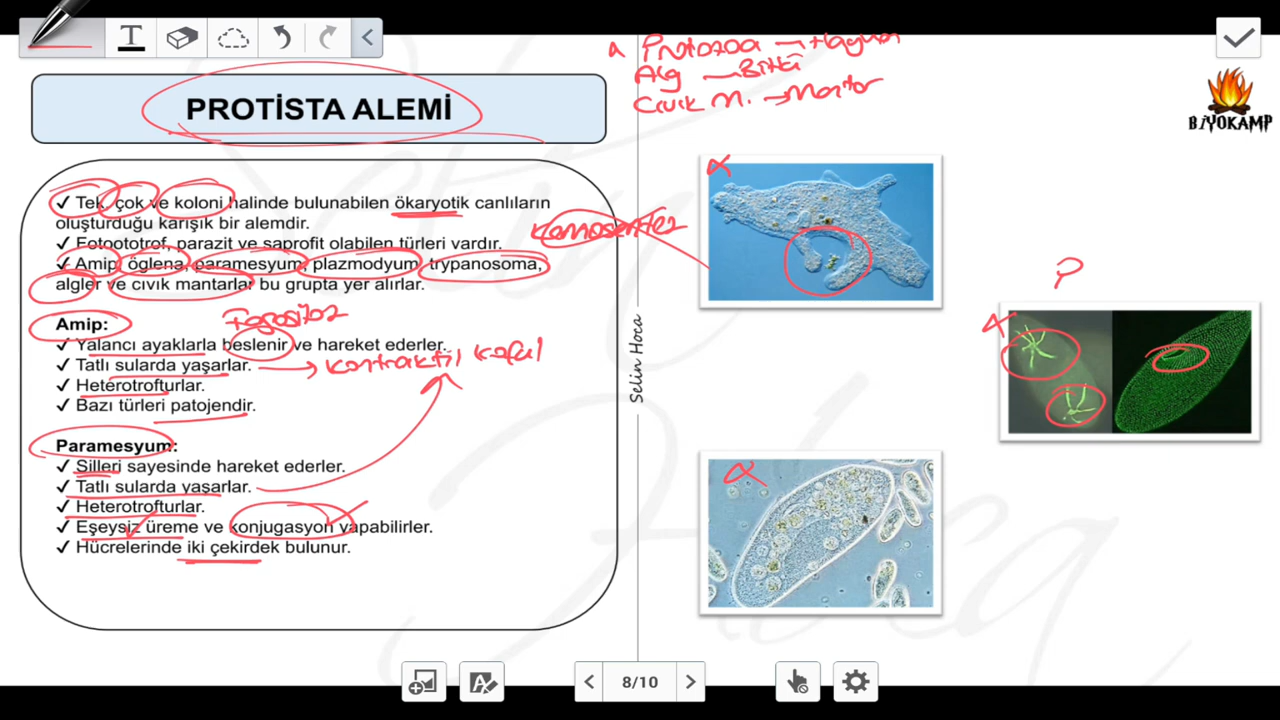 T
Protozoa → Hayvan
Alg → Bitki
Cıvık M. → Mantar
PROTİSTA ALEMİ
BiYOKAMP
✓ Tek, çok ve koloni halinde bulunabilen ökaryotik canlıların
oluşturduğu karışık bir alemdir.
✓ Fotoototrof, parazit ve saprofit olabilen türleri vardır.
✓ Amip, öglena, paramesyum, plazmodyum, trypanosoma,
algler ve cıvık mantarlar bu grupta yer alırlar.
Fagositoz
Amip:
✓ Yalancı ayaklarla beslenir ve hareket ederler.
✓ Tatlı sularda yaşarlar. → kontraktil koful
✓ Heterotrofturlar.
✓ Bazı türleri patojendir.
Paramesyum:
✓ Silleri sayesinde hareket ederler.
✓ Tatlı sularda yaşarlar.
✓ Heterotrofturlar.
✓ Eşeysiz üreme ve konjugasyon yapabilirler.
✓ Hücrelerinde iki çekirdek bulunur.
Selin Hoca
P
8/10